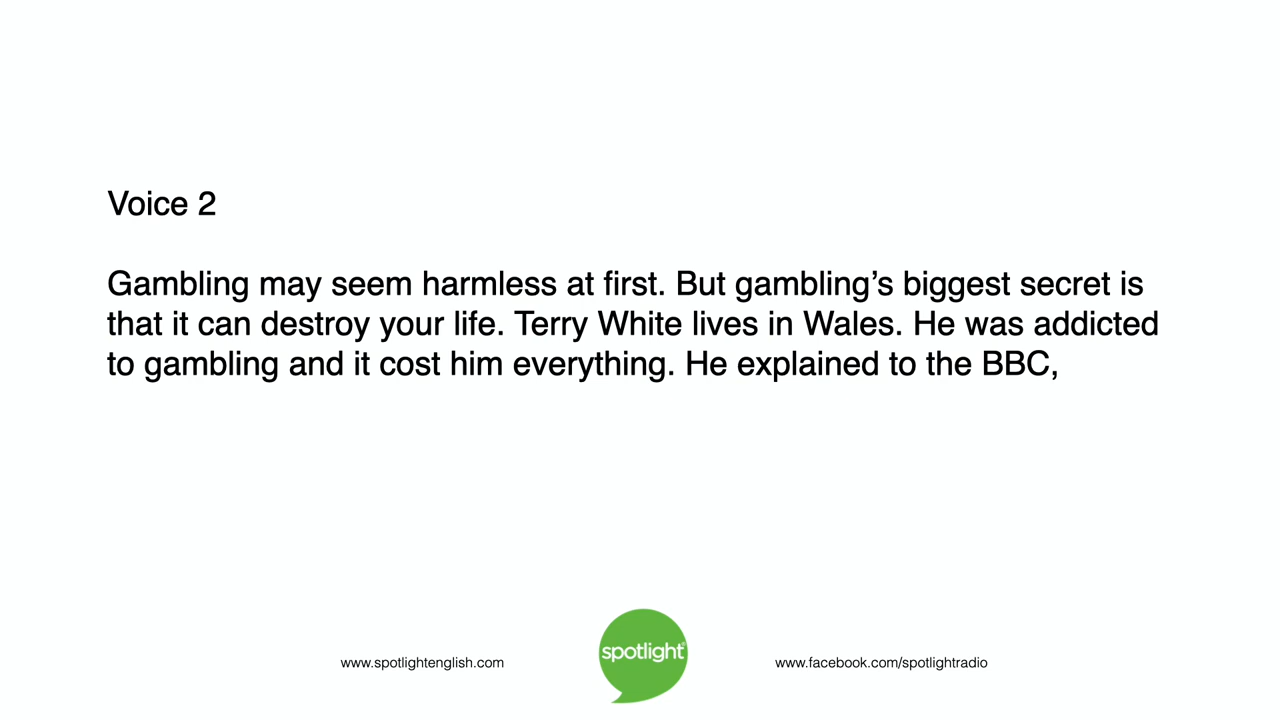 Voice 2
Gambling may seem harmless at first. But gambling’s biggest secret is
that it can destroy your life. Terry White lives in Wales. He was addicted
to gambling and it cost him everything. He explained to the BBC,
www.spotlightenglish.com
spotlight®
www.facebook.com/spotlightradio